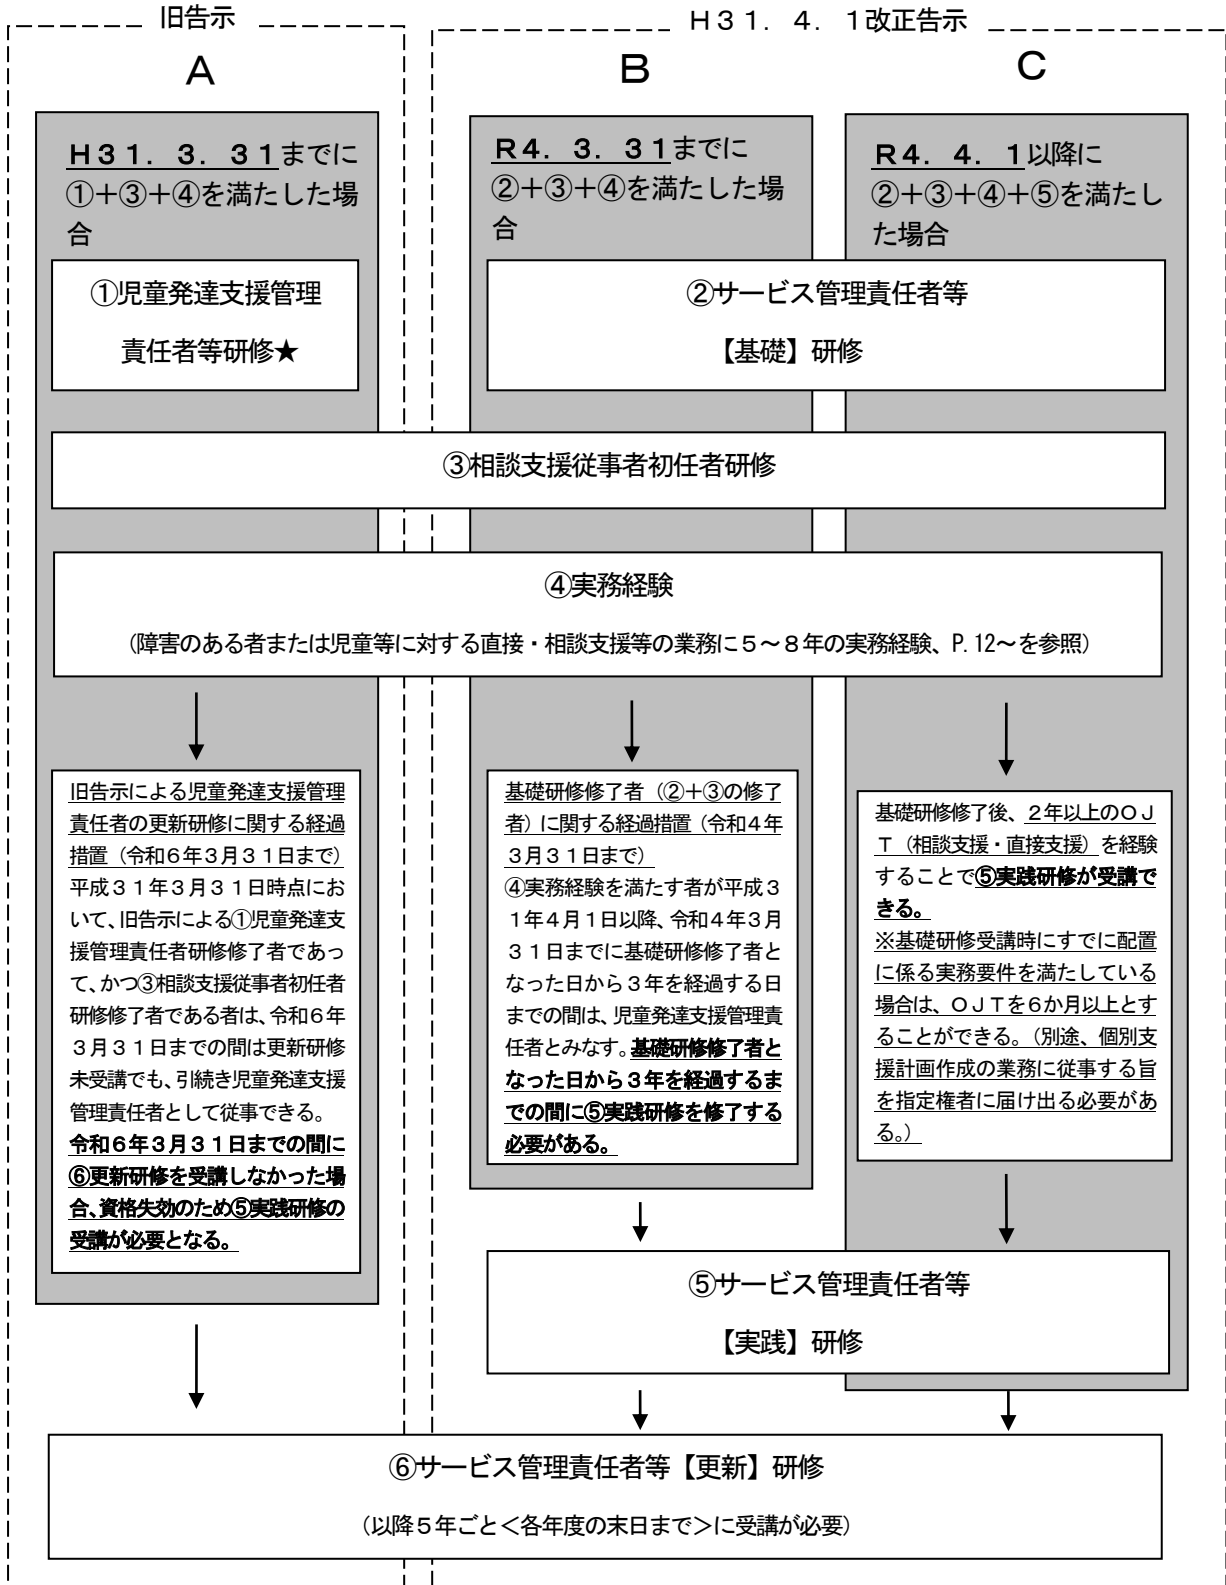 旧告示
H31．4．1改正告示
A
B
C
H31．3．31までに
①＋③＋④を満たした場
合
R4．3．31までに
②＋③＋④を満たした場
合
R4．4．1以降に
②＋③＋④＋⑤を満たし
た場合
①児童発達支援管理
責任者等研修★
②サービス管理責任者等
【基礎】研修
③相談支援従事者初任者研修
④実務経験
（障害のある者または児童等に対する直接・相談支援等の業務に５～８年の実務経験、P.12～を参照）
旧告示による児童発達支援管理
責任者の更新研修に関する経過
措置（令和６年３月３１日まで）
平成３１年３月３１日時点にお
いて、旧告示による①児童発達支
援管理責任者研修修了者であっ
て、かつ③相談支援従事者初任者
研修修了者である者は、令和６年
３月３１日までの間は更新研修
未受講でも、引続き児童発達支援
管理責任者として従事できる。
令和６年３月３１日までの間に
⑥更新研修を受講しなかった場
合、資格失効のため⑤実践研修の
受講が必要となる。
基礎研修修了者（②＋③の修了
者）に関する経過措置（令和４年
３月３１日まで）
④実務経験を満たす者が平成３
１年４月１日以降、令和４年３月
３１日までに基礎研修修了者と
なった日から３年を経過する日
までの間は、児童発達支援管理責
任者とみなす。基礎研修修了者と
なった日から３年を経過するま
での間に⑤実践研修を修了する
必要がある。
基礎研修修了後、２年以上のＯＪ
Ｔ（相談支援・直接支援）を経験
することで⑤実践研修が受講で
きる。
※基礎研修受講時にすでに配置
に係る実務要件を満たしている
場合は、ＯＪＴを６か月以上とす
ることができる。（別途、個別支
援計画作成の業務に従事する旨
を指定権者に届け出る必要があ
る。）
⑤サービス管理責任者等
【実践】研修
⑥サービス管理責任者等【更新】研修
（以降５年ごと＜各年度の末日まで＞に受講が必要）